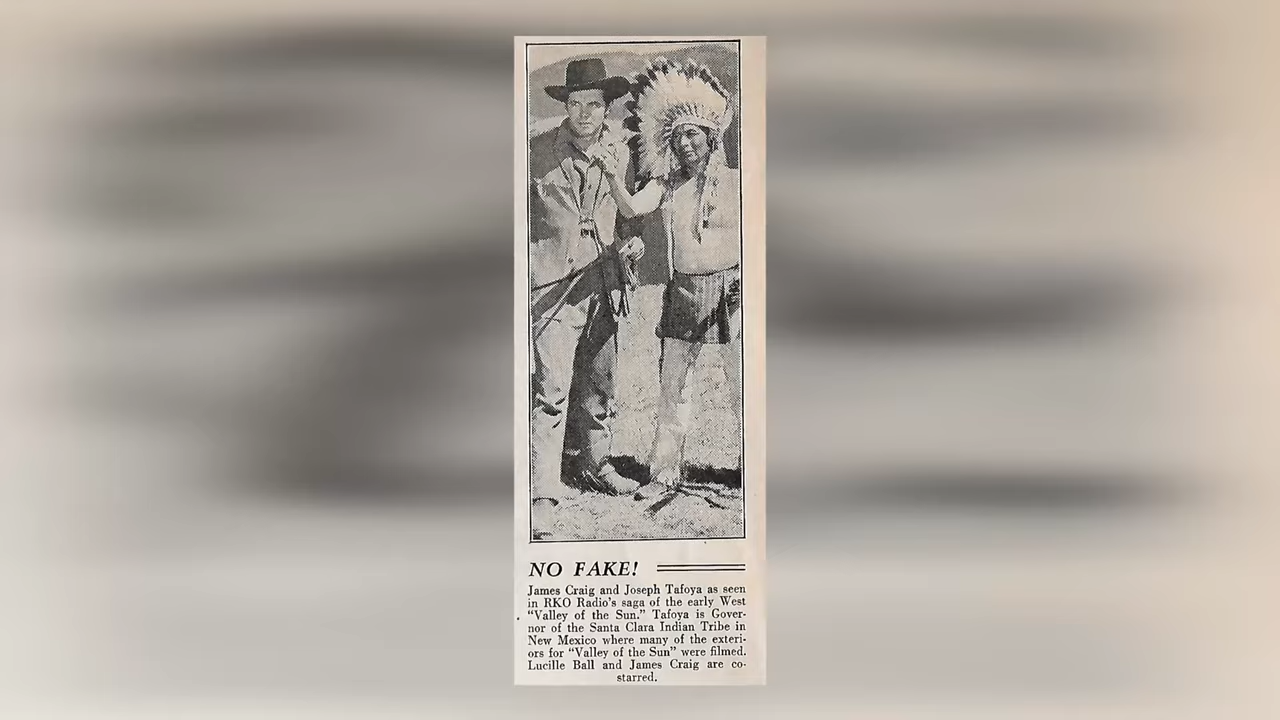 NO FAKE!
James Craig and Joseph Tafoya as seen
in RKO Radio's saga of the early West
"Valley of the Sun." Tafoya is Gover-
nor of the Santa Clara Indian Tribe in
New Mexico where many of the exteri-
ors for "Valley of the Sun" were filmed.
Lucille Ball and James Craig are co-
starred.